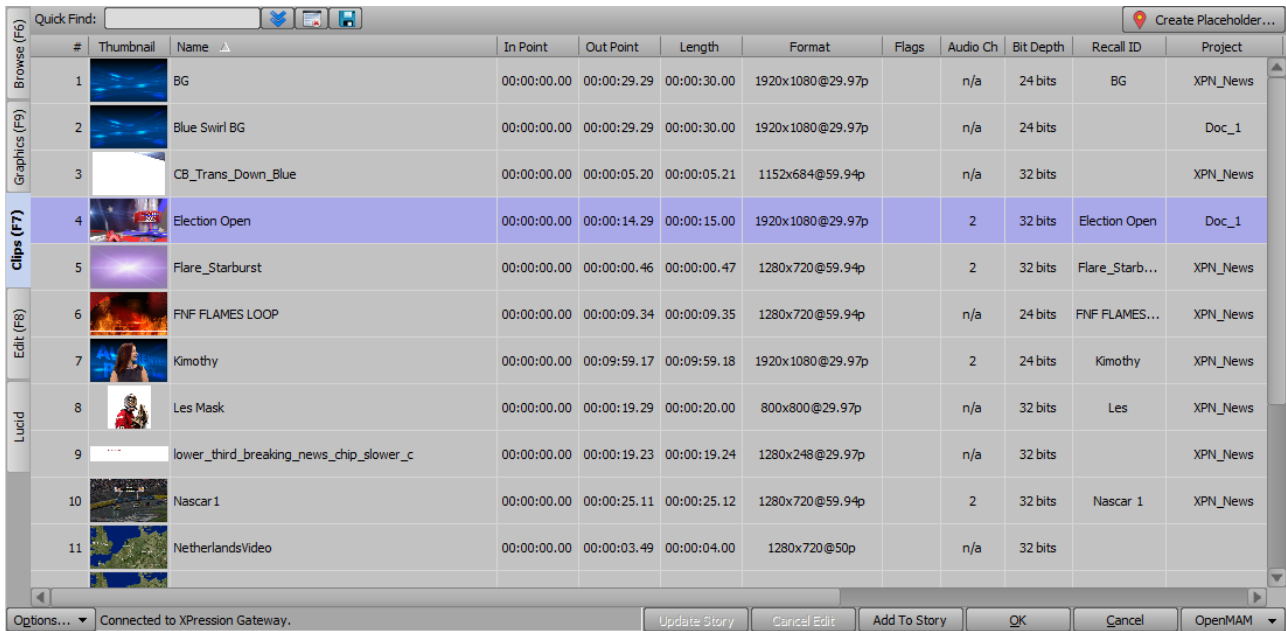 Quick Find: Create Placeholder...
# Thumbnail Name In Point Out Point Length Format Flags Audio Ch Bit Depth Recall ID Project
1 BG 00:00:00.00 00:00:29.29 00:00:30.00 1920x1080@29.97p n/a 24 bits BG XPN_News
2 Blue Swirl BG 00:00:00.00 00:00:29.29 00:00:30.00 1920x1080@29.97p n/a 24 bits Doc_1
3 CB_Trans_Down_Blue 00:00:00.00 00:00:05.20 00:00:05.21 1152x684@59.94p n/a 32 bits XPN_News
4 Election Open 00:00:00.00 00:00:14.29 00:00:15.00 1920x1080@29.97p 2 32 bits Election Open Doc_1
5 Flare_Starburst 00:00:00.00 00:00:00.46 00:00:00.47 1280x720@59.94p 2 32 bits Flare_Starb... XPN_News
6 FNF FLAMES LOOP 00:00:00.00 00:00:09.34 00:00:09.35 1280x720@59.94p n/a 24 bits FNF FLAMES... XPN_News
7 Kimothy 00:00:00.00 00:09:59.17 00:09:59.18 1920x1080@29.97p 2 24 bits Kimothy XPN_News
8 Les Mask 00:00:00.00 00:00:19.29 00:00:20.00 800x800@29.97p n/a 32 bits Les XPN_News
9 lower_third_breaking_news_chip_slower_c 00:00:00.00 00:00:19.23 00:00:19.24 1280x248@29.97p n/a 32 bits XPN_News
10 Nascar1 00:00:00.00 00:00:25.11 00:00:25.12 1280x720@59.94p 2 32 bits Nascar 1 XPN_News
11 NetherlandsVideo 00:00:00.00 00:00:03.49 00:00:04.00 1280x720@50p n/a 32 bits
Browse (F6)
Graphics (F9)
Clips (F7)
Edit (F8)
Lucid
Options... Connected to XPression Gateway. Update Story Cancel Edit Add To Story OK Cancel OpenMAM